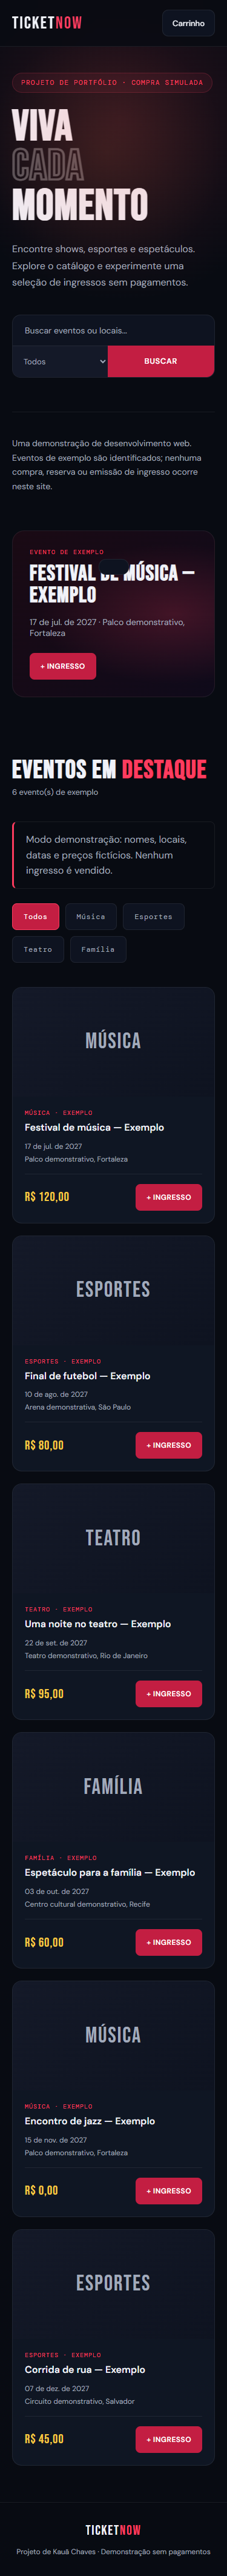 TICKETNOW
Carrinho
PROJETO DE PORTFÓLIO · COMPRA SIMULADA
VIVA
CADA
MOMENTO
Encontre shows, esportes e espetáculos.
Explore o catálogo e experimente uma
seleção de ingressos sem pagamentos.
Buscar eventos ou locais...
Todos
BUSCAR
Uma demonstração de desenvolvimento web.
Eventos de exemplo são identificados; nenhuma
compra, reserva ou emissão de ingresso ocorre
neste site.
EVENTO DE EXEMPLO
FESTIVAL DE MÚSICA —
EXEMPLO
17 de jul. de 2027 · Palco demonstrativo,
Fortaleza
+ INGRESSO
EVENTOS EM DESTAQUE
6 evento(s) de exemplo
Modo demonstração: nomes, locais,
datas e preços fictícios. Nenhum
ingresso é vendido.
Todos
Música
Esportes
Teatro
Família
MÚSICA
MÚSICA · EXEMPLO
Festival de música — Exemplo
17 de jul. de 2027
Palco demonstrativo, Fortaleza
R$ 120,00
+ INGRESSO
ESPORTES
ESPORTES · EXEMPLO
Final de futebol — Exemplo
10 de ago. de 2027
Arena demonstrativa, São Paulo
R$ 80,00
+ INGRESSO
TEATRO
TEATRO · EXEMPLO
Uma noite no teatro — Exemplo
22 de set. de 2027
Teatro demonstrativo, Rio de Janeiro
R$ 95,00
+ INGRESSO
FAMÍLIA
FAMÍLIA · EXEMPLO
Espetáculo para a família — Exemplo
03 de out. de 2027
Centro cultural demonstrativo, Recife
R$ 60,00
+ INGRESSO
MÚSICA
MÚSICA · EXEMPLO
Encontro de jazz — Exemplo
15 de nov. de 2027
Palco demonstrativo, Fortaleza
R$ 0,00
+ INGRESSO
ESPORTES
ESPORTES · EXEMPLO
Corrida de rua — Exemplo
07 de dez. de 2027
Circuito demonstrativo, Salvador
R$ 45,00
+ INGRESSO
TICKETNOW
Projeto de Kauã Chaves · Demonstração sem pagamentos